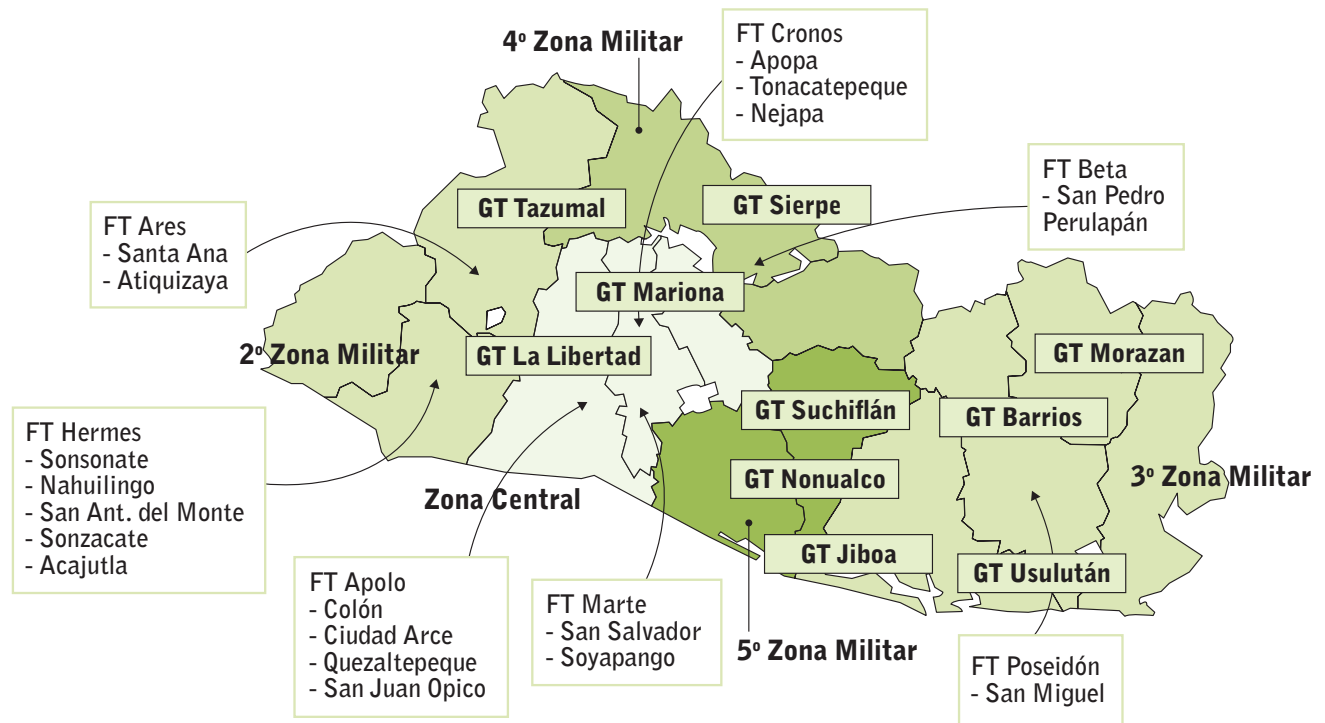 4º Zona Militar
FT Cronos
- Apopa
- Tonacatepeque
- Nejapa
FT Beta
- San Pedro
Perulapán
GT Tazumal
GT Sierpe
FT Ares
- Santa Ana
- Atiquizaya
GT Mariona
2º Zona Militar
GT La Libertad
GT Morazan
GT Suchiflán
GT Barrios
FT Hermes
- Sonsonate
- Nahuilingo
- San Ant. del Monte
- Sonzacate
- Acajutla
GT Nonualco
3º Zona Militar
Zona Central
GT Jiboa
GT Usulután
FT Apolo
- Colón
- Ciudad Arce
- Quezaltepeque
- San Juan Opico
FT Marte
- San Salvador
- Soyapango
5º Zona Militar
FT Poseidón
- San Miguel